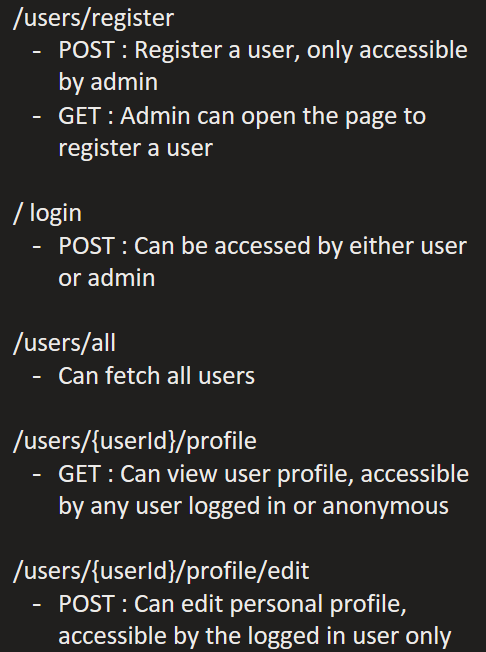 /users/register
- POST : Register a user, only accessible
by admin
- GET : Admin can open the page to
register a user
/ login
- POST : Can be accessed by either user
or admin
/users/all
- Can fetch all users
/users/{userId}/profile
- GET : Can view user profile, accessible
by any user logged in or anonymous
/users/{userId}/profile/edit
- POST : Can edit personal profile,
accessible by the logged in user only